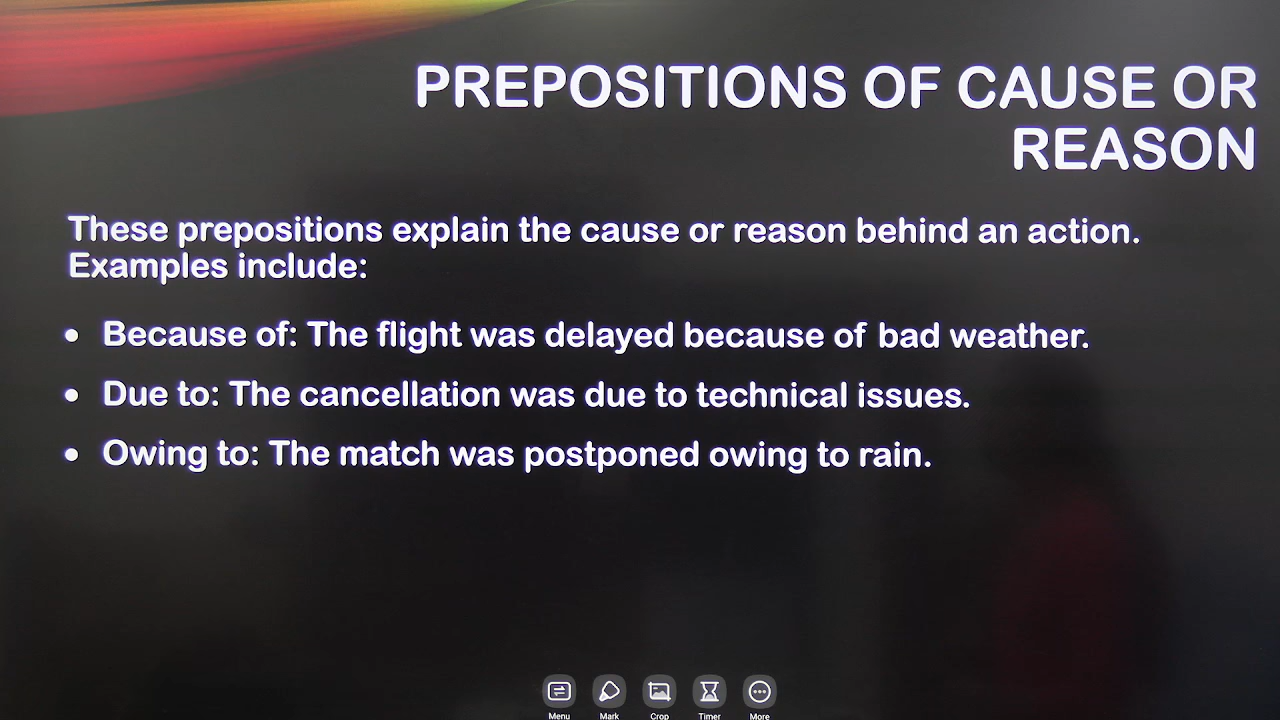 PREPOSITIONS OF CAUSE OR
REASON
These prepositions explain the cause or reason behind an action.
Examples include:
• Because of: The flight was delayed because of bad weather.
• Due to: The cancellation was due to technical issues.
• Owing to: The match was postponed owing to rain.
Menu Mark Crop Timer More